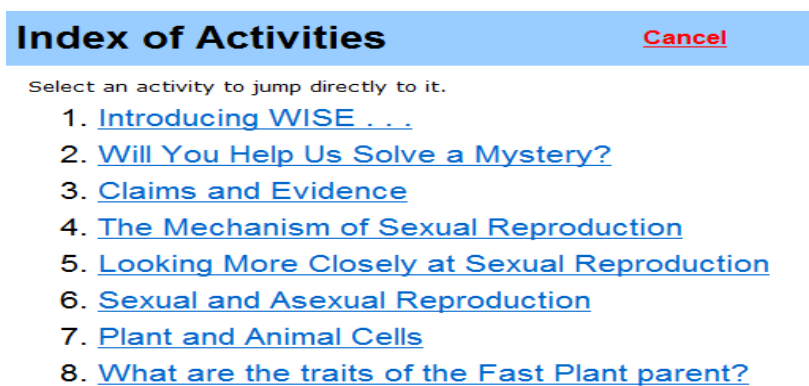 Index of Activities Cancel
Select an activity to jump directly to it.
1. Introducing WISE . . .
2. Will You Help Us Solve a Mystery?
3. Claims and Evidence
4. The Mechanism of Sexual Reproduction
5. Looking More Closely at Sexual Reproduction
6. Sexual and Asexual Reproduction
7. Plant and Animal Cells
8. What are the traits of the Fast Plant parent?